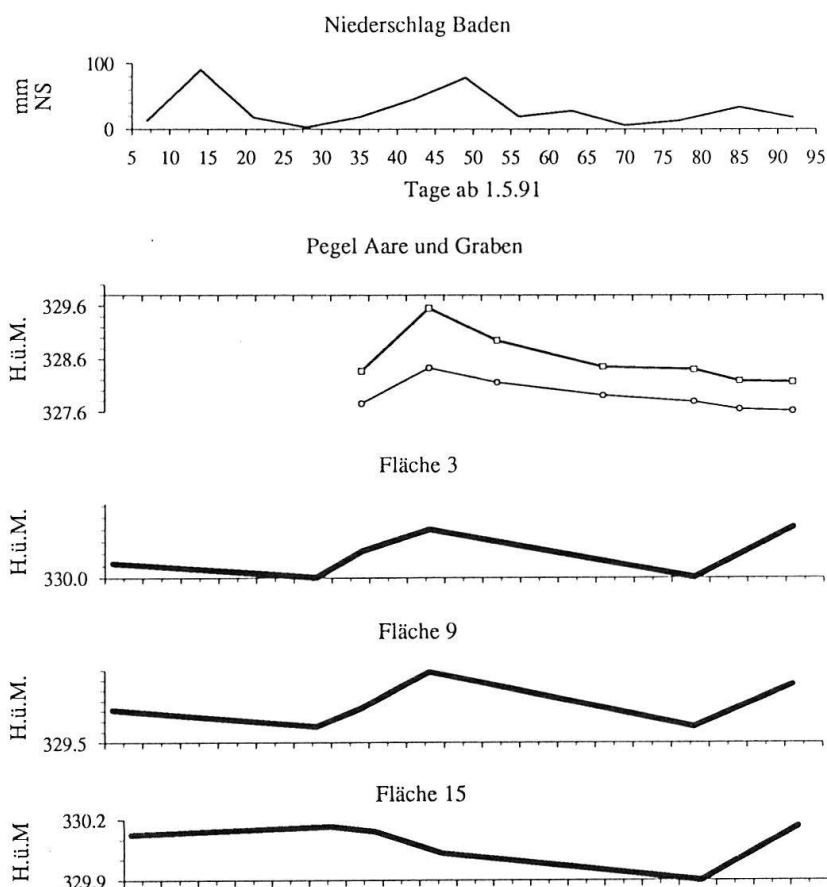 Niederschlag Baden
mm
NS
100
0
5 10 15 20 25 30 35 40 45 50 55 60 65 70 75 80 85 90 95
Tage ab 1.5.91
Pegel Aare und Graben
H.ü.M.
329.6
328.6
327.6
Fläche 3
H.ü.M.
330.0
Fläche 9
H.ü.M.
329.5
Fläche 15
H.ü.M
330.2
329.9